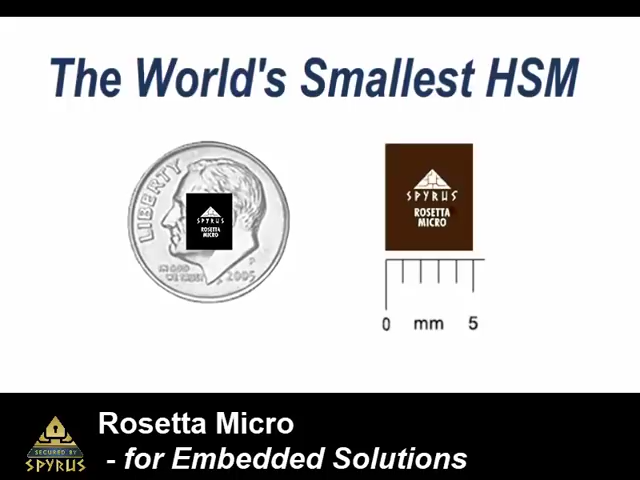 The World's Smallest HSM
LIBERTY
IN GOD
WE TRUST
P
2005
SPYRUS
ROSETTA
MICRO
SPYRUS
ROSETTA
MICRO
0 mm 5
Rosetta Micro
- for Embedded Solutions
SECURED BY
SPYRUS